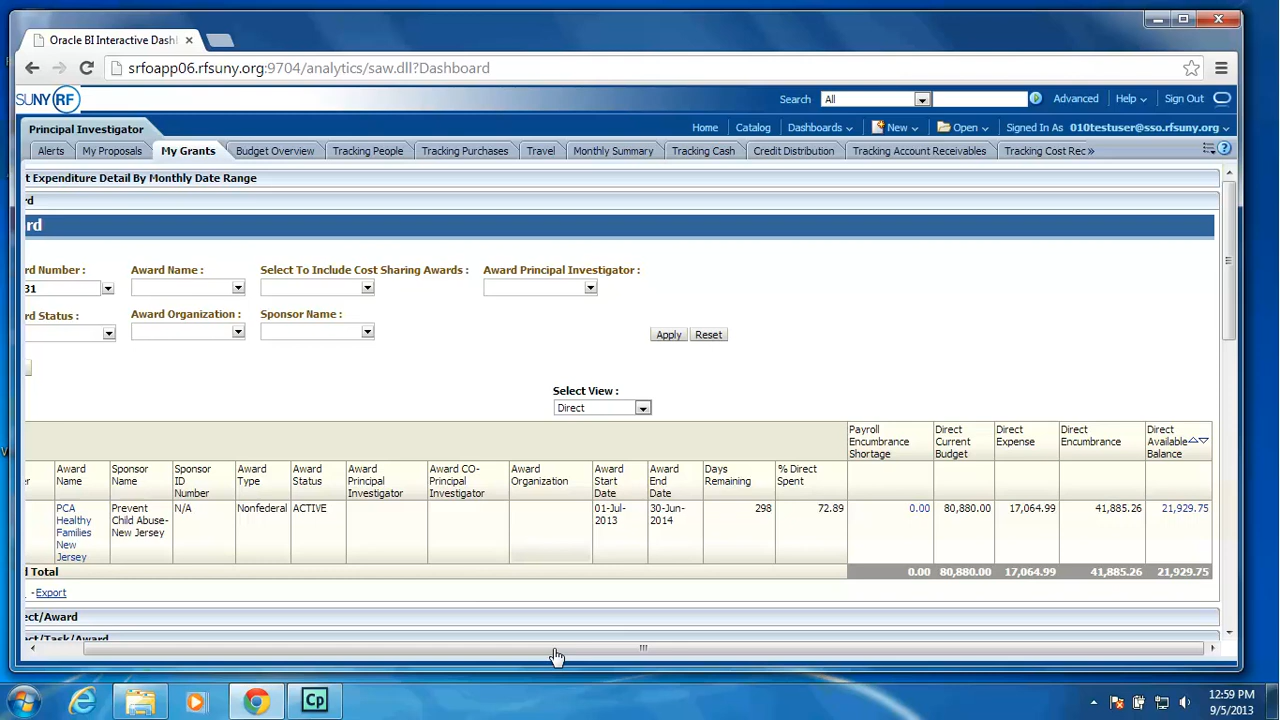 Oracle BI Interactive Dashl
srfoapp06.rfsuny.org:9704/analytics/saw.dll?Dashboard
SUNY RF
Search All Advanced Help Sign Out
Principal Investigator
Home Catalog Dashboards New Open Signed In As 010testuser@sso.rfsuny.org
Alerts My Proposals My Grants Budget Overview Tracking People Tracking Purchases Travel Monthly Summary Tracking Cash Credit Distribution Tracking Account Receivables Tracking Cost Rec »
t Expenditure Detail By Monthly Date Range
rd
rd
rd Number : Award Name : Select To Include Cost Sharing Awards : Award Principal Investigator :
31
rd Status : Award Organization : Sponsor Name :
Apply Reset
Select View :
Direct
Payroll Encumbrance Shortage Direct Current Budget Direct Expense Direct Encumbrance Direct Available Balance
er Award Name Sponsor Name Sponsor ID Number Award Type Award Status Award Principal Investigator Award CO-Principal Investigator Award Organization Award Start Date Award End Date Days Remaining % Direct Spent
PCA Healthy Families New Jersey Prevent Child Abuse-New Jersey N/A Nonfederal ACTIVE 01-Jul-2013 30-Jun-2014 298 72.89 0.00 80,880.00 17,064.99 41,885.26 21,929.75
d Total 0.00 80,880.00 17,064.99 41,885.26 21,929.75
- Export
ect/Award
ect/Task/Award
Cp
12:59 PM
9/5/2013